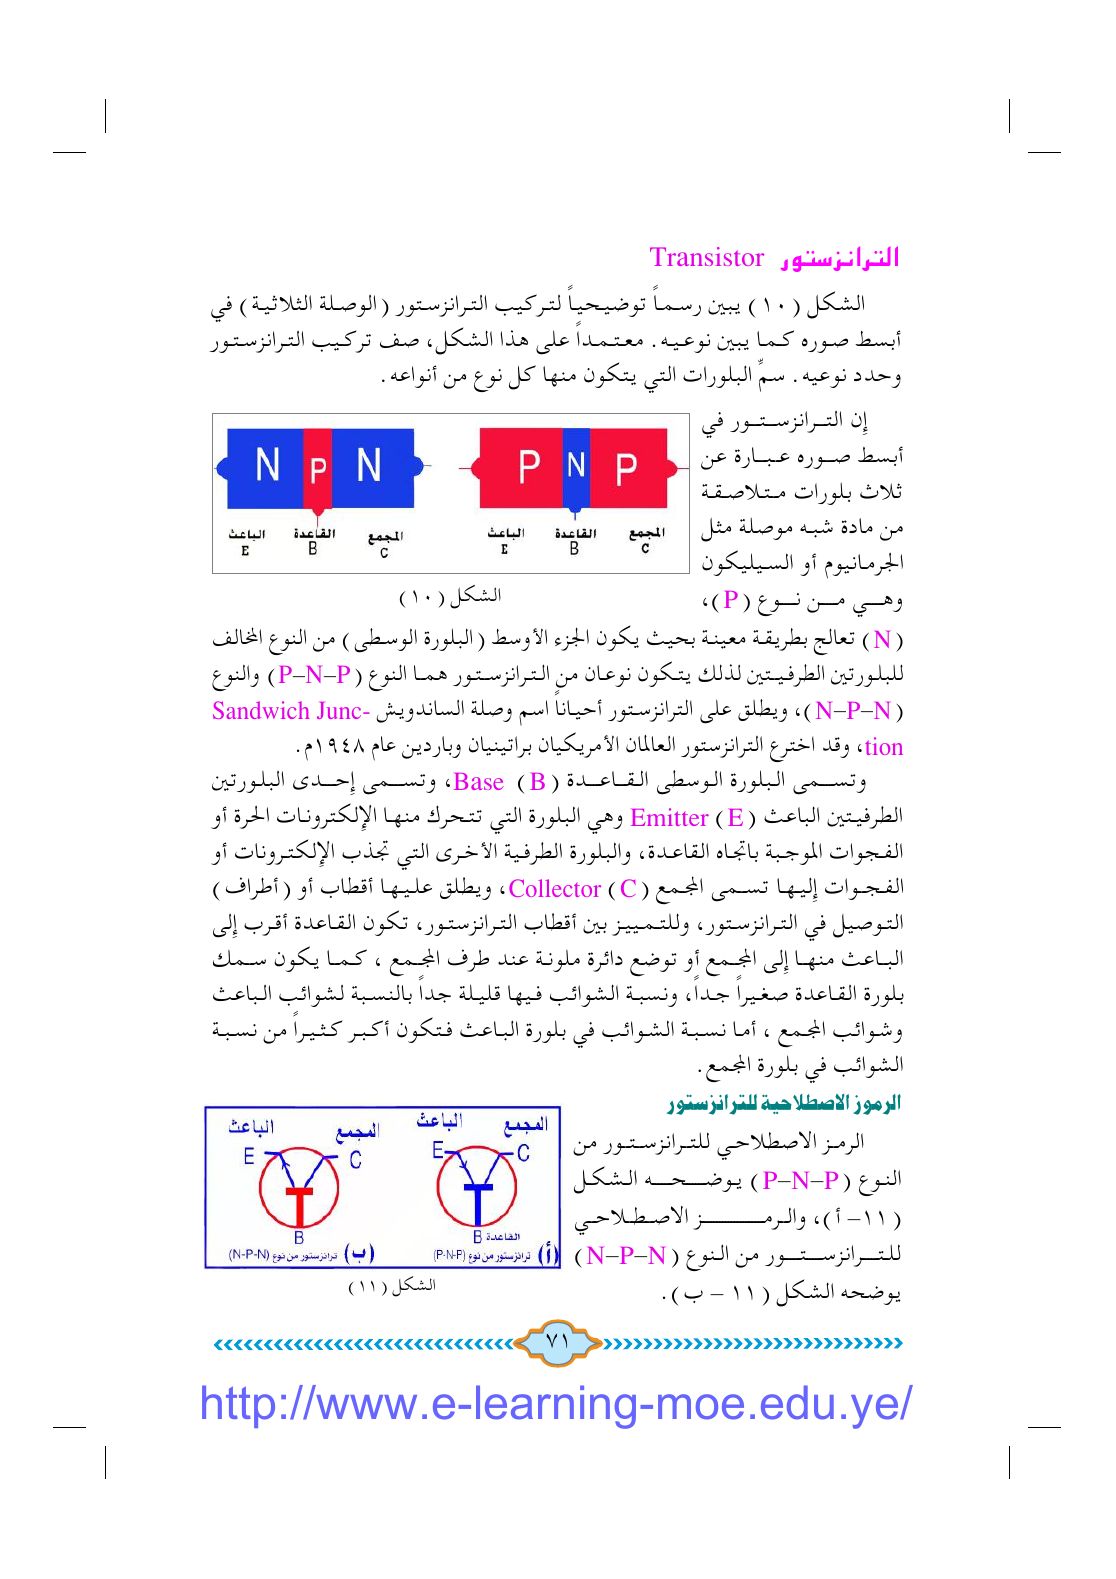 الترانزستور Transistor
الشكل (١٠) يبين رسماً توضيحياً لتركيب الترانزستور (الوصلة الثلاثية) في
أبسط صوره كما يبين نوعيه. معتمداً على هذا الشكل، صف تركيب الترانزستور
وحدد نوعيه. سمِّ البلورات التي يتكون منها كل نوع من أنواعه.
إن الترانزستور في
أبسط صوره عبارة عن
ثلاث بلورات متلاصقة
من مادة شبه موصلة مثل
الجرمانيوم أو السيليكون
وهي من نوع (P)،
N P N
P N P
الباعث القاعدة المجمع
E B C
الباعث القاعدة المجمع
E B C
الشكل (١٠)
(N) تعالج بطريقة معينة بحيث يكون الجزء الأوسط (البلورة الوسطى) من النوع المخالف
للبلورتين الطرفيتين لذلك يتكون نوعان من الترانزستور هما النوع (P–N–P) والنوع
(N–P–N)، ويطلق على الترانزستور أحياناً اسم وصلة الساندويش Sandwich Junc-
tion، وقد اخترع الترانزستور العالمان الأمريكيان براتينيان وباردين عام ١٩٤٨م.
وتسمى البلورة الوسطى القاعدة (B) Base، وتسمى إحدى البلورتين
الطرفيتين الباعث (E) Emitter وهي البلورة التي تتحرك منها الإلكترونات الحرة أو
الفجوات الموجبة باتجاه القاعدة، والبلورة الطرفية الأخرى التي تجذب الإلكترونات أو
الفجوات إليها تسمى المجمع (C) Collector، ويطلق عليها أقطاب أو (أطراف)
التوصيل في الترانزستور، وللتمييز بين أقطاب الترانزستور، تكون القاعدة أقرب إلى
الباعث منها إلى المجمع أو توضع دائرة ملونة عند طرف المجمع، كما يكون سمك
بلورة القاعدة صغيراً جداً، ونسبة الشوائب فيها قليلة جداً بالنسبة لشوائب الباعث
وشوائب المجمع، أما نسبة الشوائب في بلورة الباعث فتكون أكبر كثيراً من نسبة
الشوائب في بلورة المجمع.
الرموز الاصطلاحية للترانزستور
الرمز الاصطلاحي للترانزستور من
النوع (P–N–P) يوضحه الشكل
(١١– أ)، والرمز الاصطلاحي
للترانزستور من النوع (N–P–N)
يوضحه الشكل (١١ – ب).
المجمع الباعث
E C
B القاعدة
(أ) ترانزستور من نوع (P-N-P)
المجمع الباعث
E C
B
(ب) ترانزستور من نوع (N-P-N)
الشكل (١١)
٧١
http://www.e-learning-moe.edu.ye/